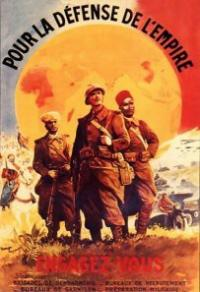 POUR LA DÉFENSE DE L'EMPIRE
ENGAGEZ-VOUS
BRIGADES DE GENDARMERIE - BUREAUX DE RECRUTEMENT
BUREAUX DE GARNISON - PRÉPARATION MILITAIRE